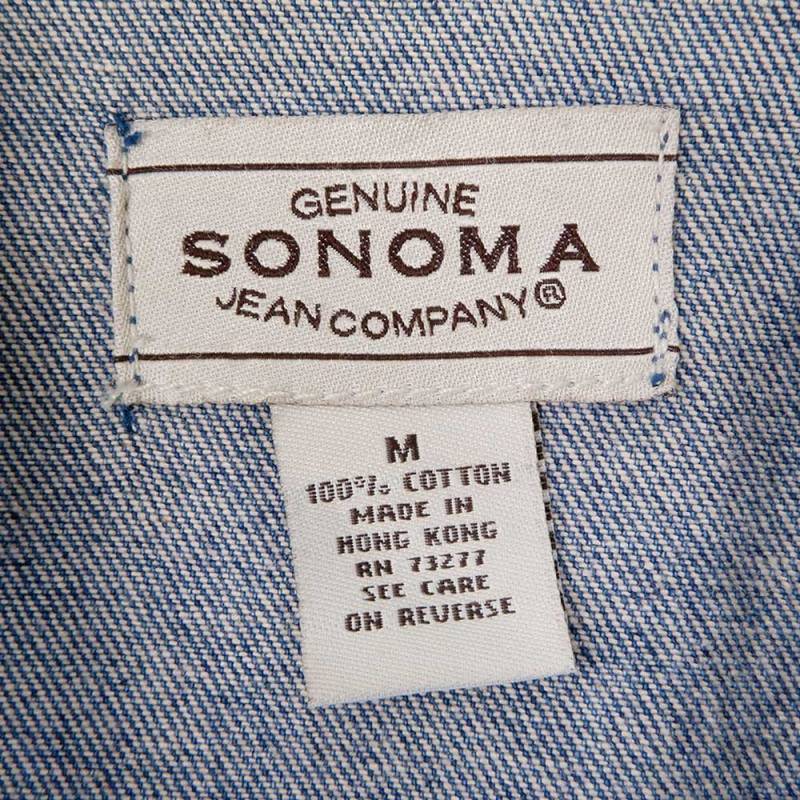 GENUINE
SONOMA
JEAN COMPANY®
M
100% COTTON
MADE IN
HONG KONG
RN 73277
SEE CARE
ON REVERSE